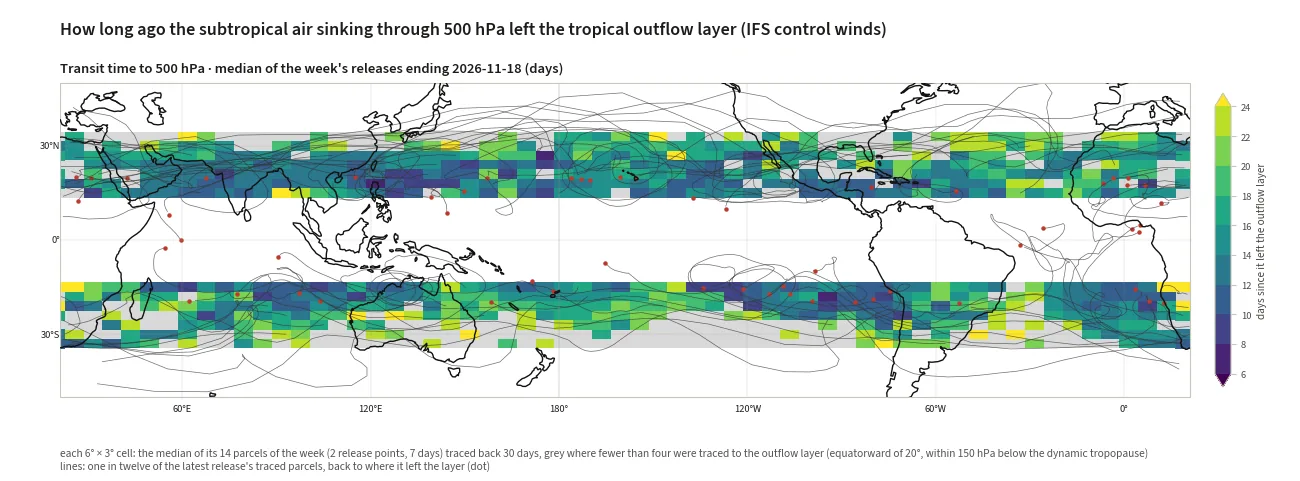 How long ago the subtropical air sinking through 500 hPa left the tropical outflow layer (IFS control winds)
Transit time to 500 hPa · median of the week's releases ending 2026-11-18 (days)
30°N
0°
30°S
60°E
120°E
180°
120°W
60°W
0°
24
22
20
18
16
14
12
10
8
6
days since it left the outflow layer
each 6° × 3° cell: the median of its 14 parcels of the week (2 release points, 7 days) traced back 30 days, grey where fewer than four were traced to the outflow layer (equatorward of 20°, within 150 hPa below the dynamic tropopause)
lines: one in twelve of the latest release's traced parcels, back to where it left the layer (dot)